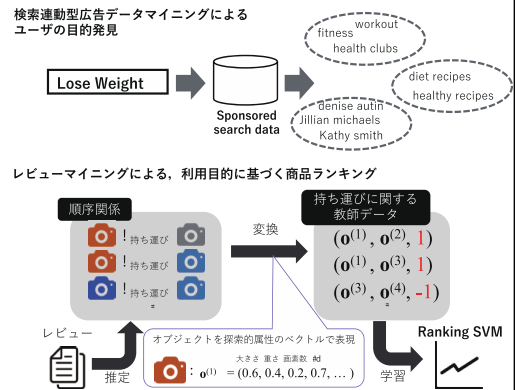 検索連動型広告データマイニングによる
ユーザの目的発見
Lose Weight
Sponsored
search data
workout
fitness
health clubs
diet recipes
healthy recipes
denise autin
Jillian michaels
Kathy smith
レビューマイニングによる，利用目的に基づく商品ランキング
順序関係
! 持ち運び
! 持ち運び
! 持ち運び
=
変換
持ち運びに関する
教師データ
(o(1) , o(2), 1)
(o(1) , o(3), 1)
(o(3) , o(4), -1)
=
レビュー
推定
オブジェクトを探索的属性のベクトルで表現
大きさ 重さ 画素数
: o(1) = (0.6, 0.4, 0.2, 0.7, … )
学習
Ranking SVM